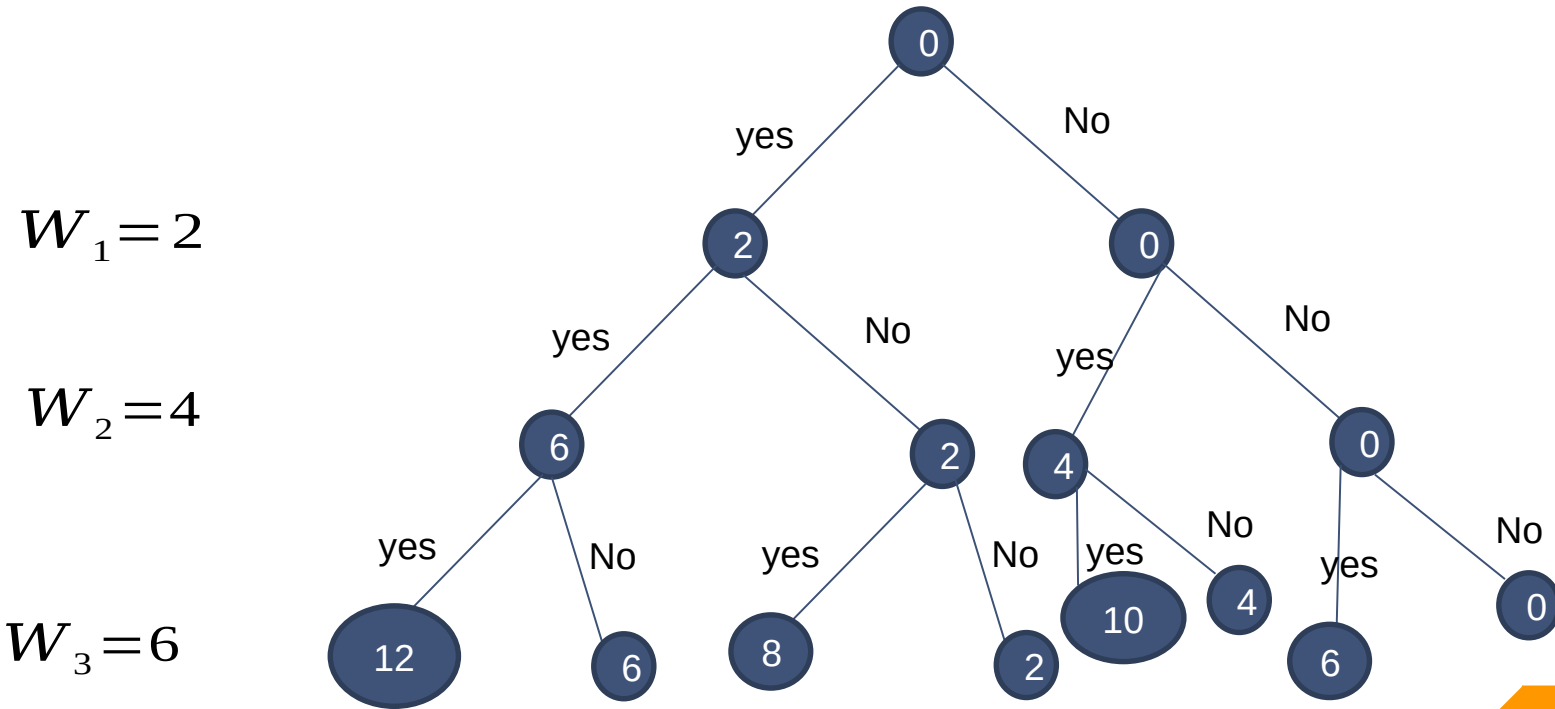 0
yes
No
W₁=2
2
0
yes
No
yes
No
W₂=4
6
2
4
0
yes
No
yes
No
yes
No
yes
No
W₃=6
12
6
8
2
10
4
6
0